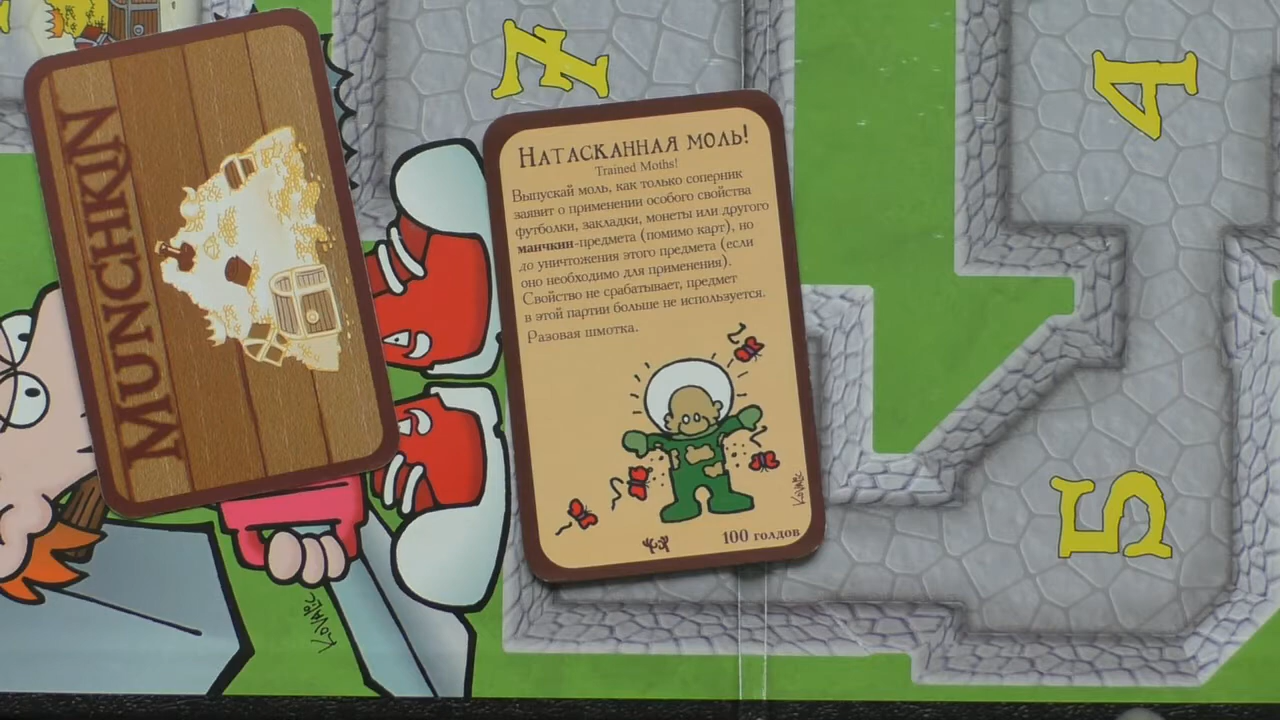 MUNCHKIN
7
4
5
Натасканная моль!
Trained Moths!
Выпускай моль, как только соперник
заявит о применении особого свойства
футболки, закладки, монеты или другого
манчкин-предмета (помимо карт), но
до уничтожения этого предмета (если
оно необходимо для применения).
Свойство не срабатывает, предмет
в этой партии больше не используется.
Разовая шмотка.
Kovalic
100 голдов
Kovalic